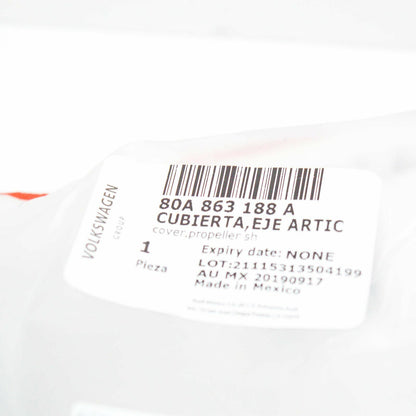 80A 863 188 A
CUBIERTA,EJE ARTIC
cover.propeller sh
VOLKSWAGEN
GROUP
1
Pieza
Expiry date: NONE
LOT:21115313504199
AU MX 20190917
Made in Mexico